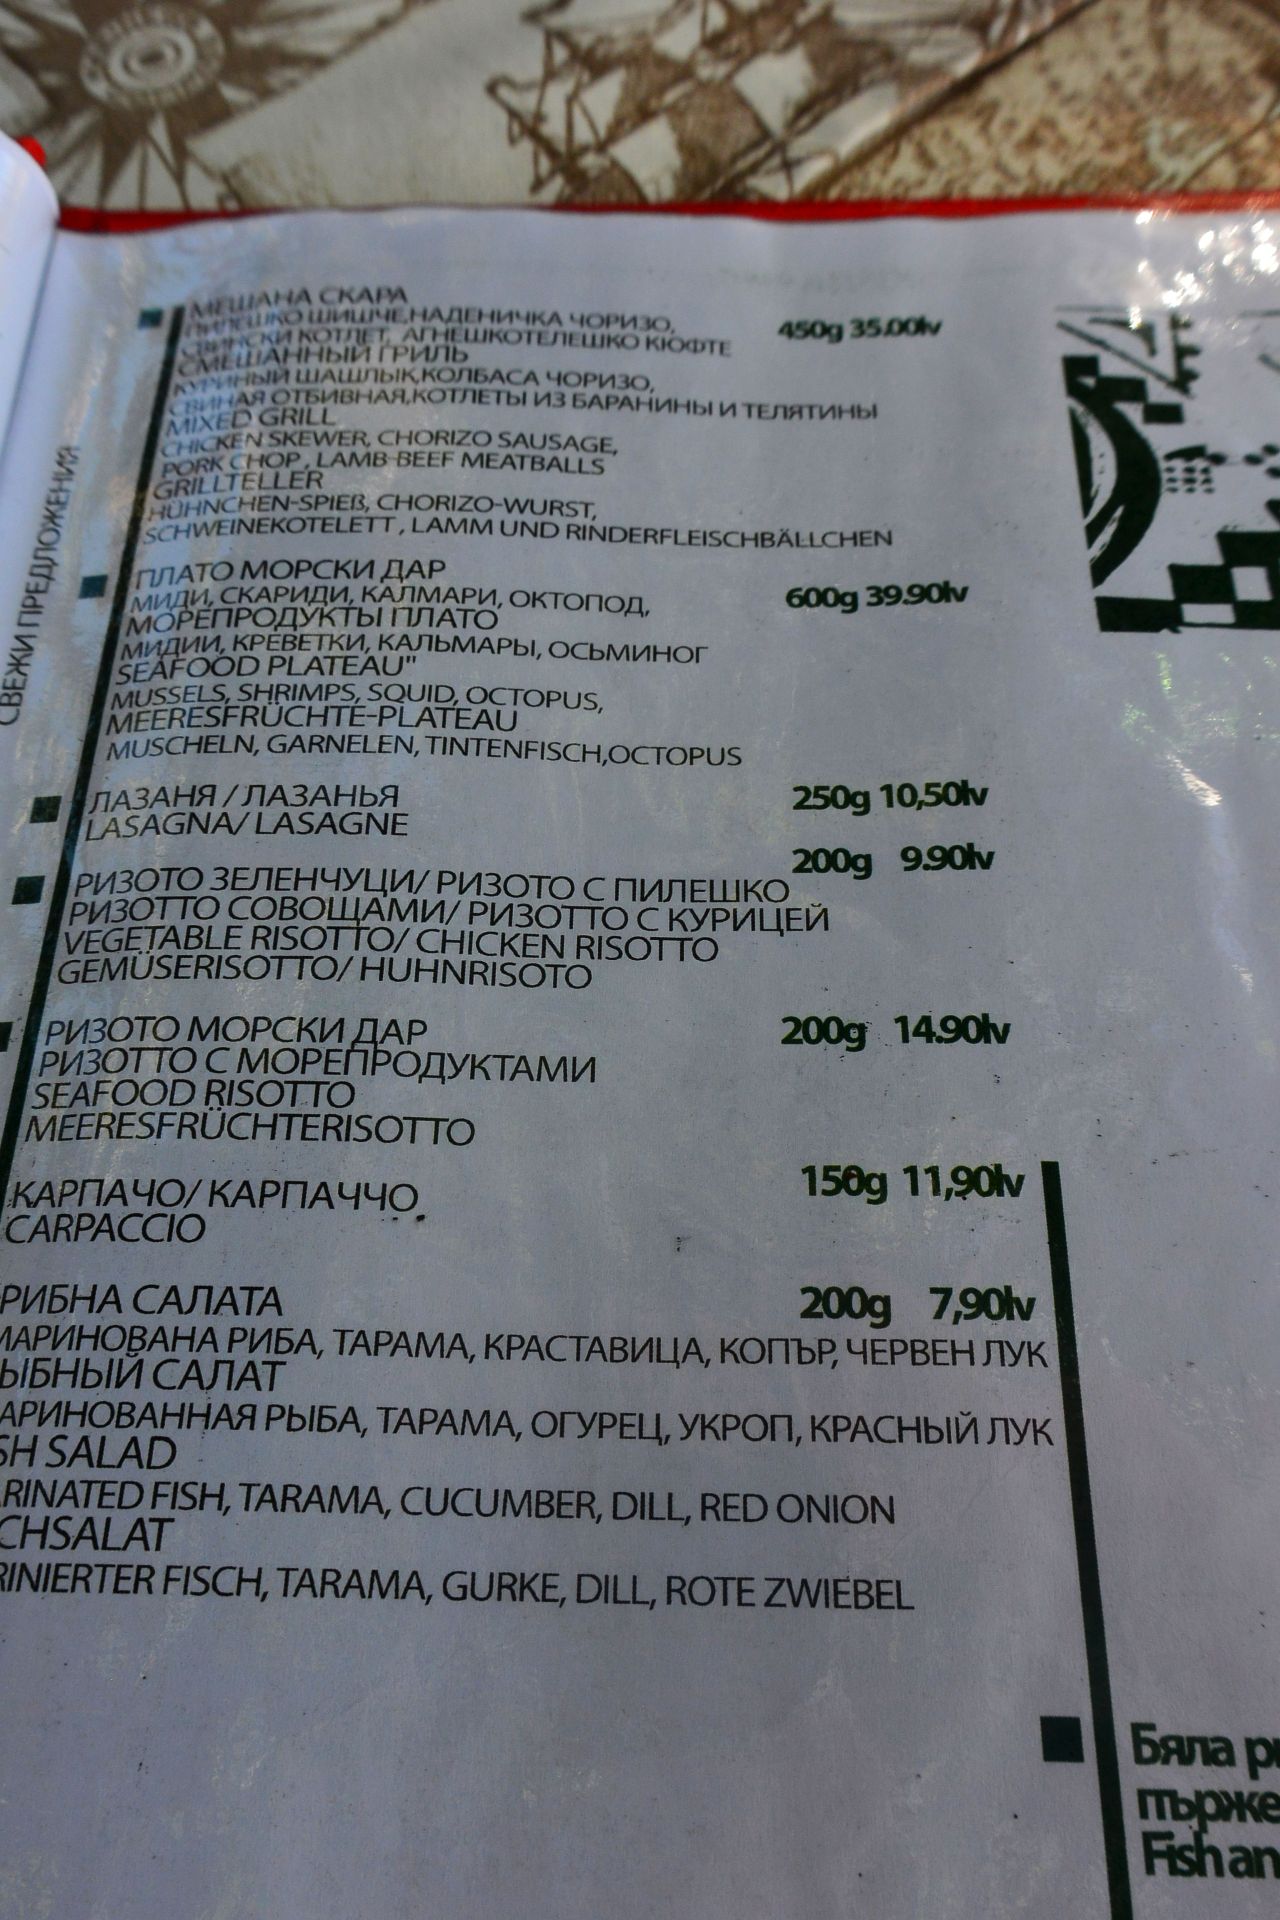 СВЕЖИ ПРЕДЛОЖЕНИЯ
МЕШАНА СКАРА
ПИЛЕШКО ШИШЧЕ,НАДЕНИЧКА ЧОРИЗО,
450g 35.00lv
СВИНСКИ КОТЛЕТ, АГНЕШКОТЕЛЕШКО КЮФТЕ
СМЕШАННЫЙ ГРИЛЬ
КУРИНЫЙ ШАШЛЫК,КОЛБАСА ЧОРИЗО,
СВИНАЯ ОТБИВНАЯ,КОТЛЕТЫ ИЗ БАРАНИНЫ И ТЕЛЯТИНЫ
MIXED GRILL
CHICKEN SKEWER, CHORIZO SAUSAGE,
PORK CHOP, LAMB-BEEF MEATBALLS
GRILLTELLER
HÜHNCHEN-SPIEß, CHORIZO-WURST,
SCHWEINEKOTELETT, LAMM UND RINDERFLEISCHBÄLLCHEN
ПЛАТО МОРСКИ ДАР
МИДИ, СКАРИДИ, КАЛМАРИ, ОКТОПОД,
600g 39.90lv
МОРЕПРОДУКТЫ ПЛАТО
МИДИИ, КРЕВЕТКИ, КАЛЬМАРЫ, ОСЬМИНОГ
SEAFOOD PLATEAU"
MUSSELS, SHRIMPS, SQUID, OCTOPUS,
MEERESFRÜCHTE-PLATEAU
MUSCHELN, GARNELEN, TINTENFISCH,OCTOPUS
ЛАЗАНЯ / ЛАЗАНЬЯ 250g 10,50lv
LASAGNA/ LASAGNE
200g 9.90lv
РИЗОТО ЗЕЛЕНЧУЦИ/ РИЗОТО С ПИЛЕШКО
РИЗОТТО СОВОЩАМИ/ РИЗОТТО С КУРИЦЕЙ
VEGETABLE RISOTTO/ CHICKEN RISOTTO
GEMÜSERISOTTO/ HUHNRISOTO
РИЗОТО МОРСКИ ДАР 200g 14.90lv
РИЗОТТО С МОРЕПРОДУКТАМИ
SEAFOOD RISOTTO
MEERESFRÜCHTERISOTTO
КАРПАЧО/ КАРПАЧЧО 150g 11,90lv
CARPACCIO
РИБНА САЛАТА 200g 7,90lv
МАРИНОВАНА РИБА, ТАРАМА, КРАСТАВИЦА, КОПЪР, ЧЕРВЕН ЛУК
ЫБНЫЙ САЛАТ
АРИНОВАННАЯ РЫБА, ТАРАМА, ОГУРЕЦ, УКРОП, КРАСНЫЙ ЛУК
SH SALAD
RINATED FISH, TARAMA, CUCUMBER, DILL, RED ONION
CHSALAT
RINIERTER FISCH, TARAMA, GURKE, DILL, ROTE ZWIEBEL
Бяла
пърже
Fish an